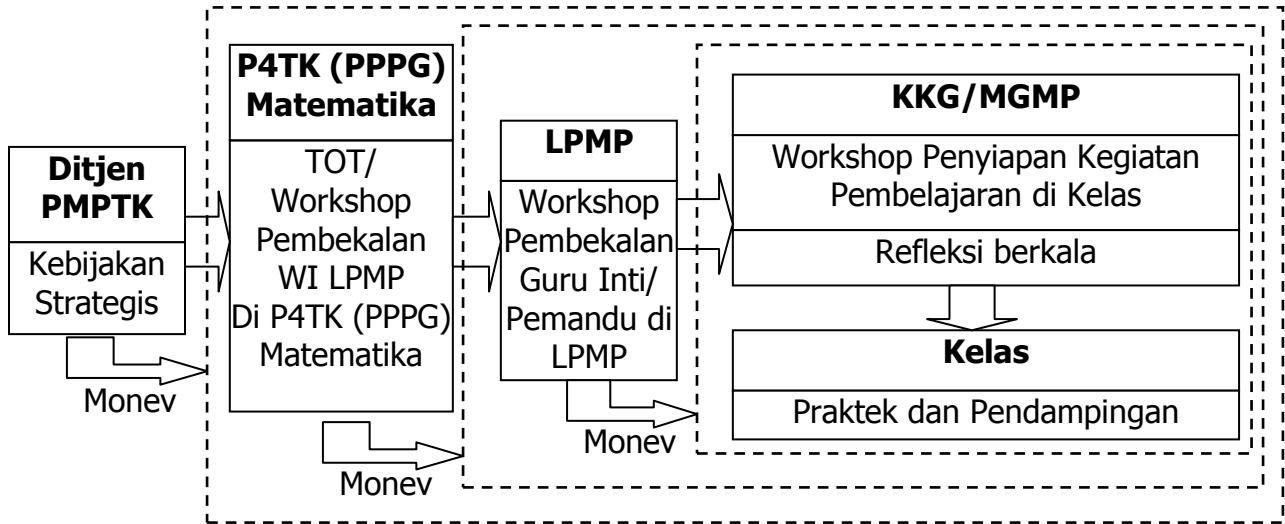 Ditjen
PMPTK
Kebijakan
Strategis
Monev
P4TK (PPPG)
Matematika
TOT/
Workshop
Pembekalan
WI LPMP
Di P4TK (PPPG)
Matematika
Monev
LPMP
Workshop
Pembekalan
Guru Inti/
Pemandu di
LPMP
Monev
KKG/MGMP
Workshop Penyiapan Kegiatan
Pembelajaran di Kelas
Refleksi berkala
Kelas
Praktek dan Pendampingan